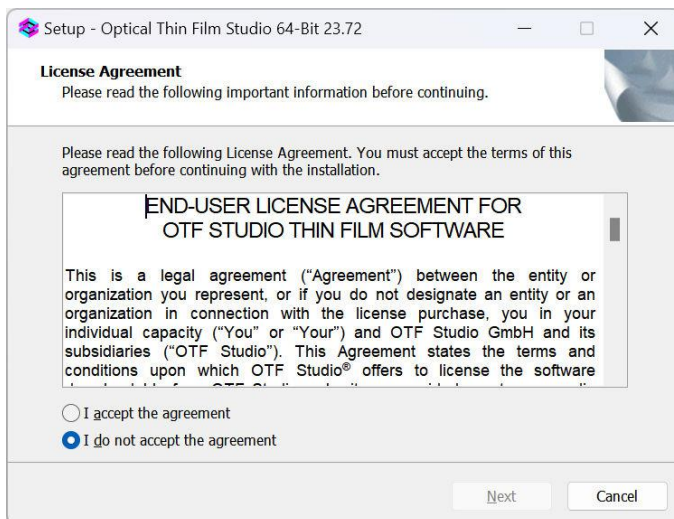 Setup - Optical Thin Film Studio 64-Bit 23.72
License Agreement
Please read the following important information before continuing.
Please read the following License Agreement. You must accept the terms of this
agreement before continuing with the installation.
END-USER LICENSE AGREEMENT FOR
OTF STUDIO THIN FILM SOFTWARE
This is a legal agreement (“Agreement”) between the entity or
organization you represent, or if you do not designate an entity or an
organization in connection with the license purchase, you in your
individual capacity (“You” or “Your”) and OTF Studio GmbH and its
subsidiaries (“OTF Studio”). This Agreement states the terms and
conditions upon which OTF Studio® offers to license the software
I accept the agreement
I do not accept the agreement
Next
Cancel